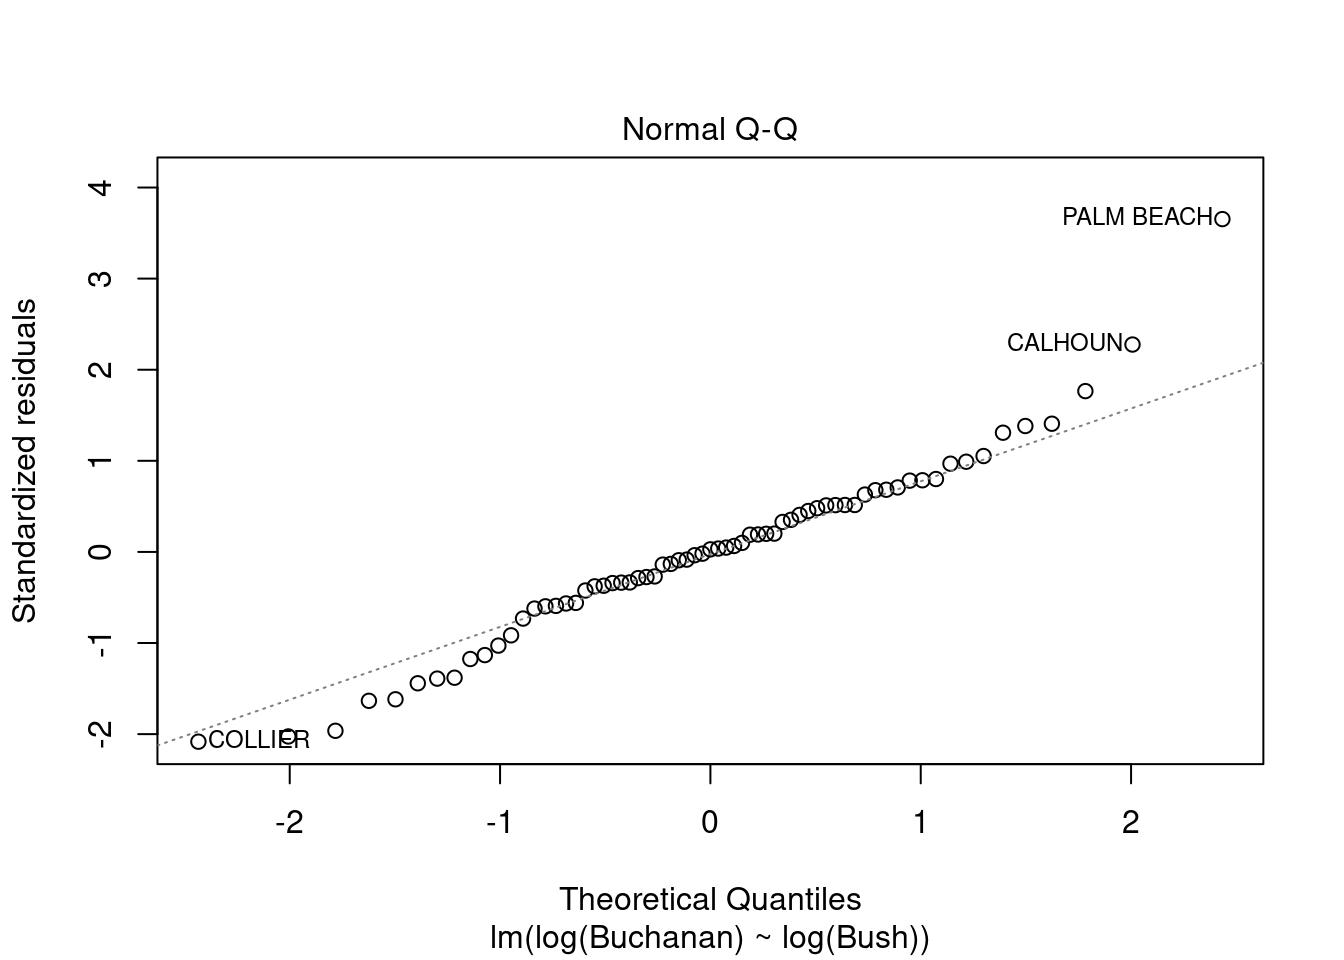 Normal Q-Q
4
3
2
1
0
-1
-2
Standardized residuals
PALM BEACH
CALHOUN
COLLIER
-2
-1
0
1
2
Theoretical Quantiles
lm(log(Buchanan) ~ log(Bush))